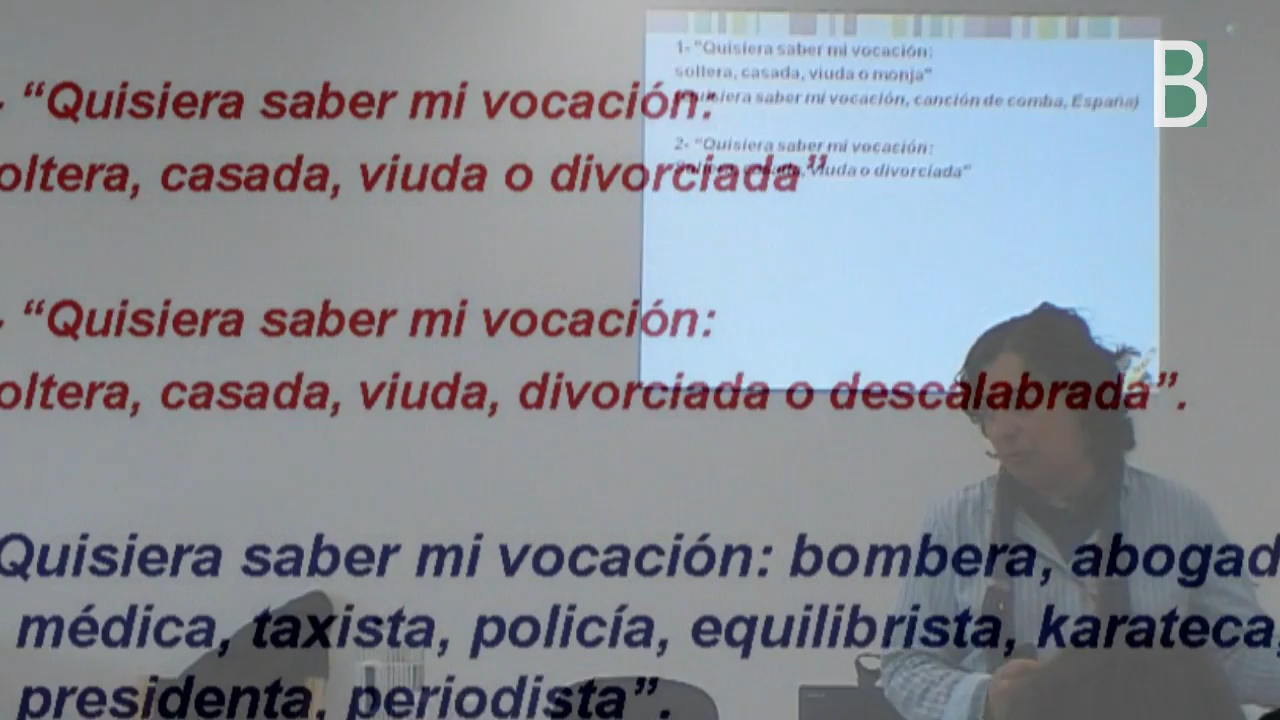 “Quisiera saber mi vocación:
oltera, casada, viuda o divorciada”
“Quisiera saber mi vocación:
oltera, casada, viuda, divorciada o descalabrada”.
Quisiera saber mi vocación: bombera, abogad
médica, taxista, policía, equilibrista, karateca,
presidenta, periodista”.
1- “Quisiera saber mi vocación:
soltera, casada, viuda o monja”
saber mi vocación, canción de comba, España)
2- “Quisiera saber mi vocación:
viuda o divorciada”
B